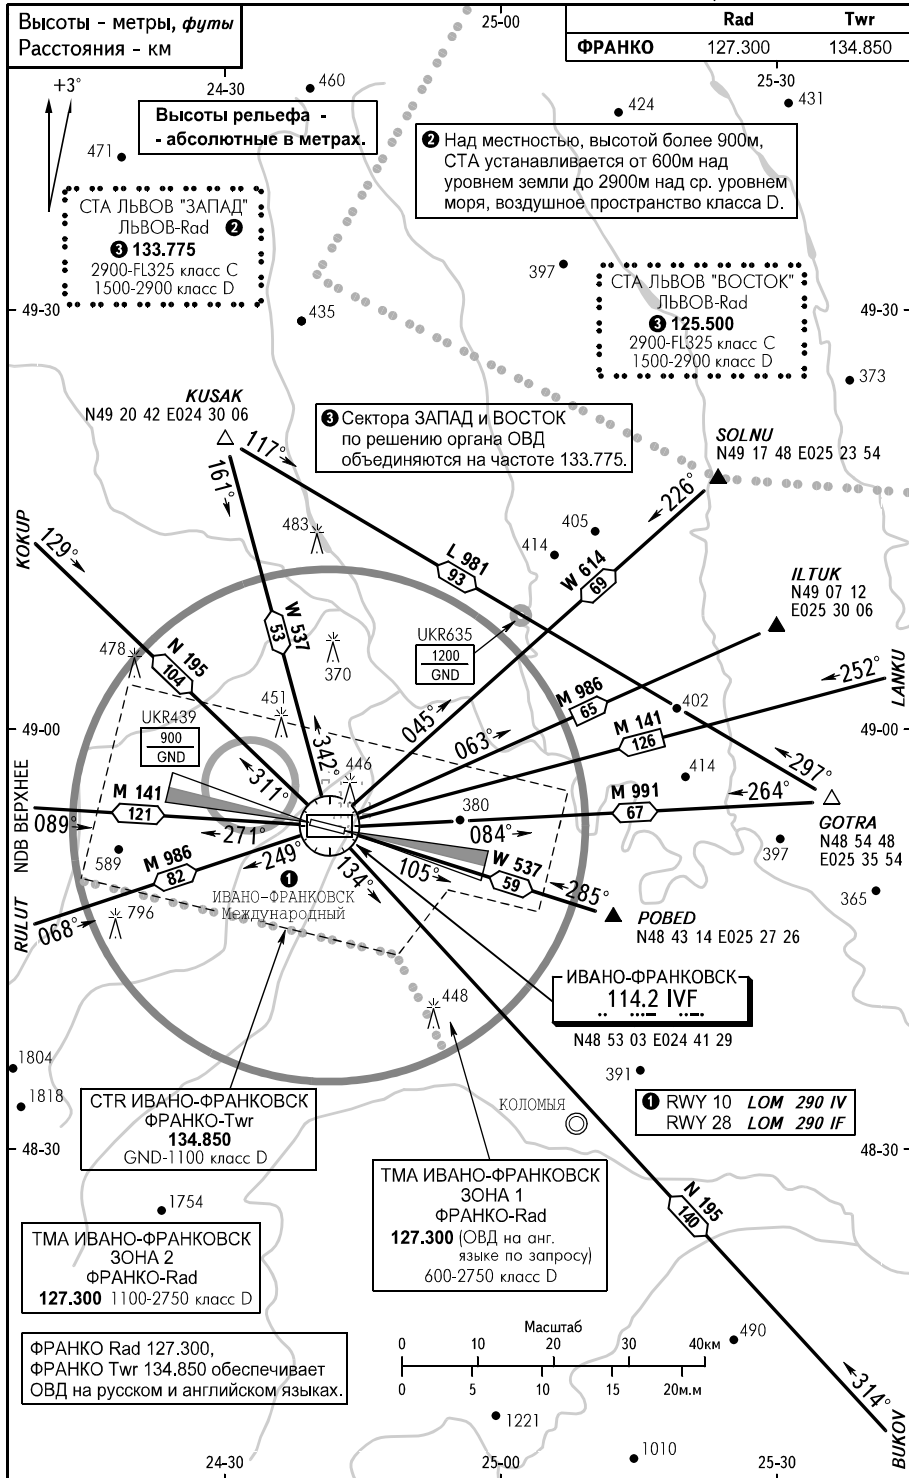 Высоты - метры, футы
Расстояния - км
25-00
Rad Twr
ФРАНКО 127.300 134.850
+3°
24-30
460
25-30
431
424
Высоты рельефа -
- абсолютные в метрах.
471
❷ Над местностью, высотой более 900м,
СТА устанавливается от 600м над
уровнем земли до 2900м над ср. уровнем
моря, воздушное пространство класса D.
СТА ЛЬВОВ "ЗАПАД"
ЛЬВОВ-Rad ❷
❸ 133.775
2900-FL325 класс C
1500-2900 класс D
397
СТА ЛЬВОВ "ВОСТОК"
ЛЬВОВ-Rad
❸ 125.500
2900-FL325 класс C
1500-2900 класс D
49-30
435
49-30
373
KUSAK
N49 20 42 E024 30 06
❸ Сектора ЗАПАД и ВОСТОК
по решению органа ОВД
объединяются на частоте 133.775.
SOLNU
N49 17 48 E025 23 54
117°
161°
226°
KOKUP
129°
483
405
414
L 981
93
W 614
69
ILTUK
N49 07 12
E025 30 06
W 537
53
N 195
104
478
370
UKR635
1200
GND
LANKU
252°
M 986
65
402
451
UKR439
900
GND
045°
063°
M 141
126
49-00
49-00
342°
311°
446
414
297°
NDB ВЕРХНЕЕ
M 141
121
M 991
67
264°
089°
271°
380
084°
GOTRA
N48 54 48
E025 35 54
397
589
M 986
82
249°
134°
105°
W 537
59
285°
365
❶
ИВАНО-ФРАНКОВСК
Международный
RULUT
068°
796
POBED
N48 43 14 E025 27 26
ИВАНО-ФРАНКОВСК
114.2 IVF
N48 53 03 E024 41 29
448
1804
1818
391
CTR ИВАНО-ФРАНКОВСК
ФРАНКО-Twr
134.850
GND-1100 класс D
КОЛОМЫЯ
❶ RWY 10 LOM 290 IV
RWY 28 LOM 290 IF
48-30
48-30
1754
ТМА ИВАНО-ФРАНКОВСК
ЗОНА 1
ФРАНКО-Rad
127.300 (ОВД на анг.
языке по запросу)
600-2750 класс D
N 195
140
ТМА ИВАНО-ФРАНКОВСК
ЗОНА 2
ФРАНКО-Rad
127.300 1100-2750 класс D
ФРАНКО Rad 127.300,
ФРАНКО Twr 134.850 обеспечивает
ОВД на русском и английском языках.
Масштаб
0 10 20 30 40км
0 5 10 15 20м.м
490
314°
BUKOV
1221
1010
24-30
25-00
25-30